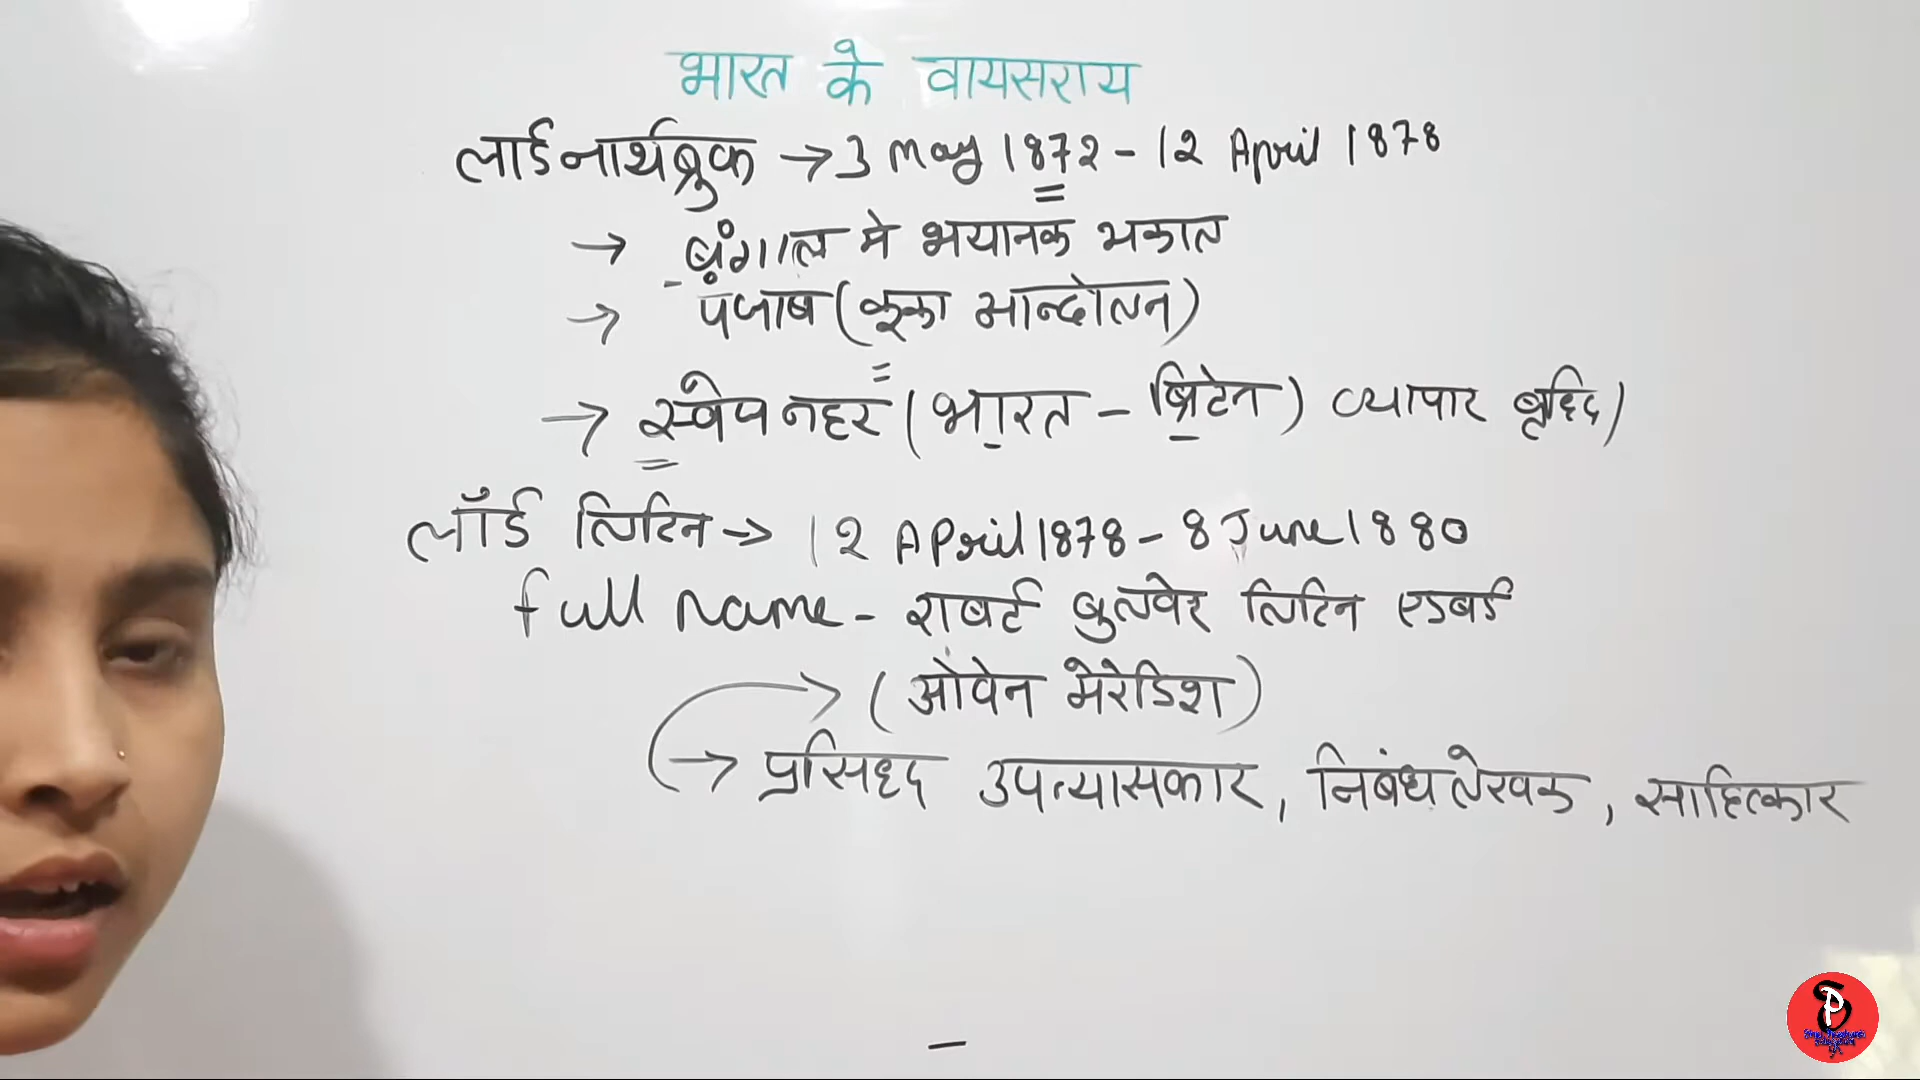 भारत के वायसराय
लार्ड नार्थब्रुक → 3 May 1872 - 12 April 1878
→ बंगाल मे भयानक अकाल
→ पंजाब (कूका आन्दोलन)
→ स्वेज नहर (भारत - ब्रिटेन) व्यापार बृद्धि)
लॉर्ड लिटिन → 12 April 1878 - 8 June 1880
full name - राबर्ट बुलवेर लिटिन एडबर्ड
→ (ओवेन मेरेडिश)
→ प्रसिध्द उपन्यासकार, निबंध लेखक, साहित्कार